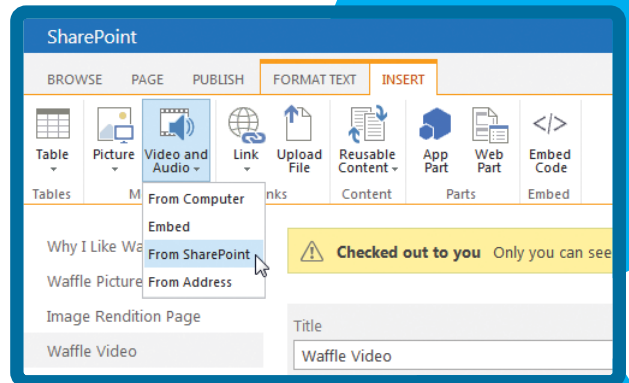 SharePoint
BROWSE PAGE PUBLISH FORMAT TEXT INSERT
Table Picture Video and Audio Link Upload File Reusable Content App Part Web Part Embed Code
Tables M nks Content Parts Embed
From Computer
Embed
From SharePoint
From Address
Why I Like Wa
Waffle Picture
Image Rendition Page
Waffle Video
Checked out to you Only you can see
Title
Waffle Video